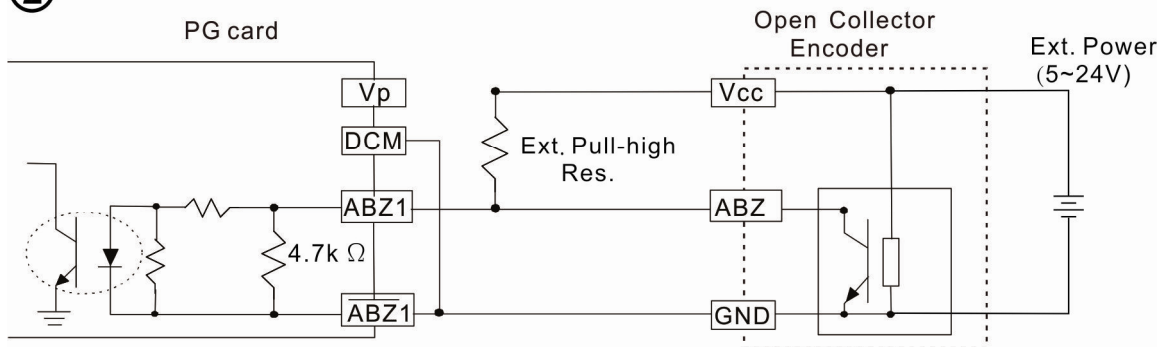 PG card
Open Collector
Encoder
Ext. Power
(5~24V)
Vp
Vcc
DCM
Ext. Pull-high
Res.
ABZ1
ABZ
4.7k Ω
A̅B̅Z̅1
GND